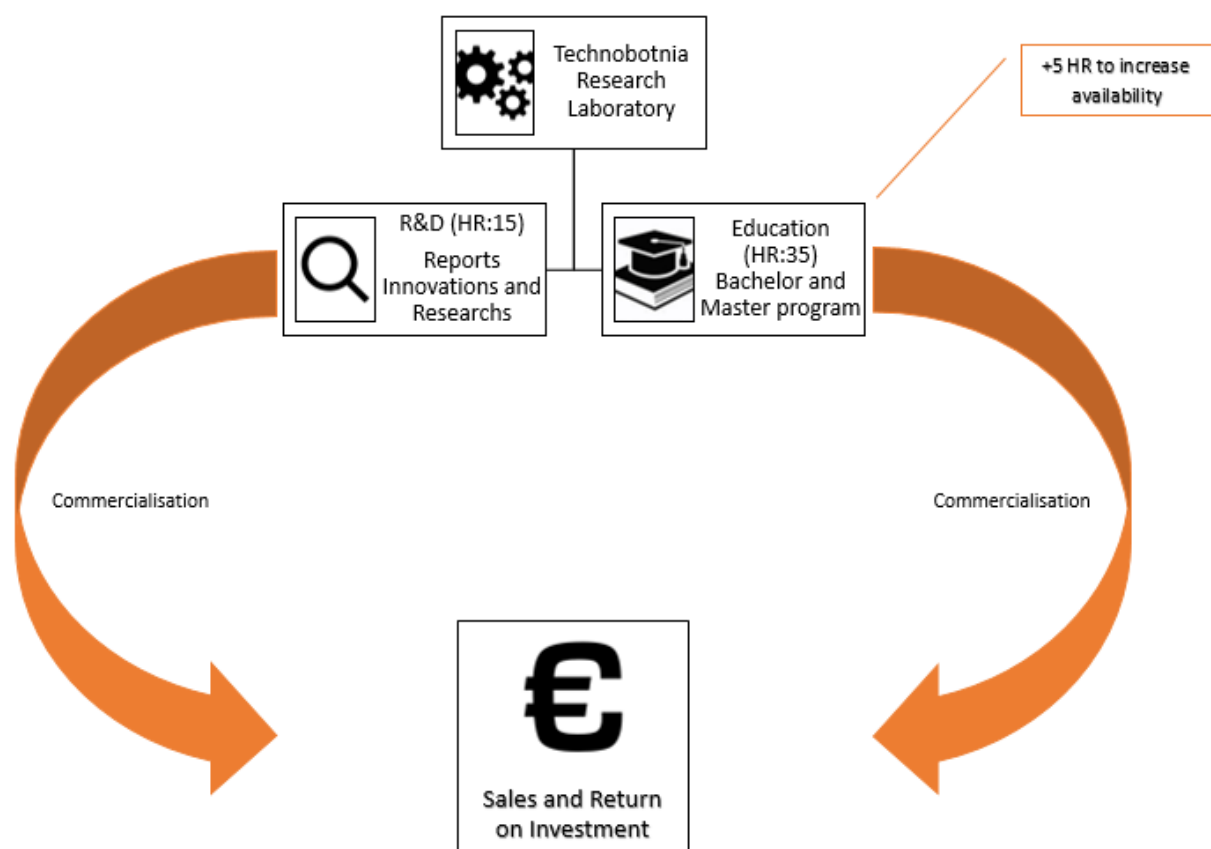 Technobotnia
Research
Laboratory
+5 HR to increase
availability
R&D (HR:15)
Reports
Innovations and
Researchs
Education
(HR:35)
Bachelor and
Master program
Commercialisation
Commercialisation
€
Sales and Return
on Investment